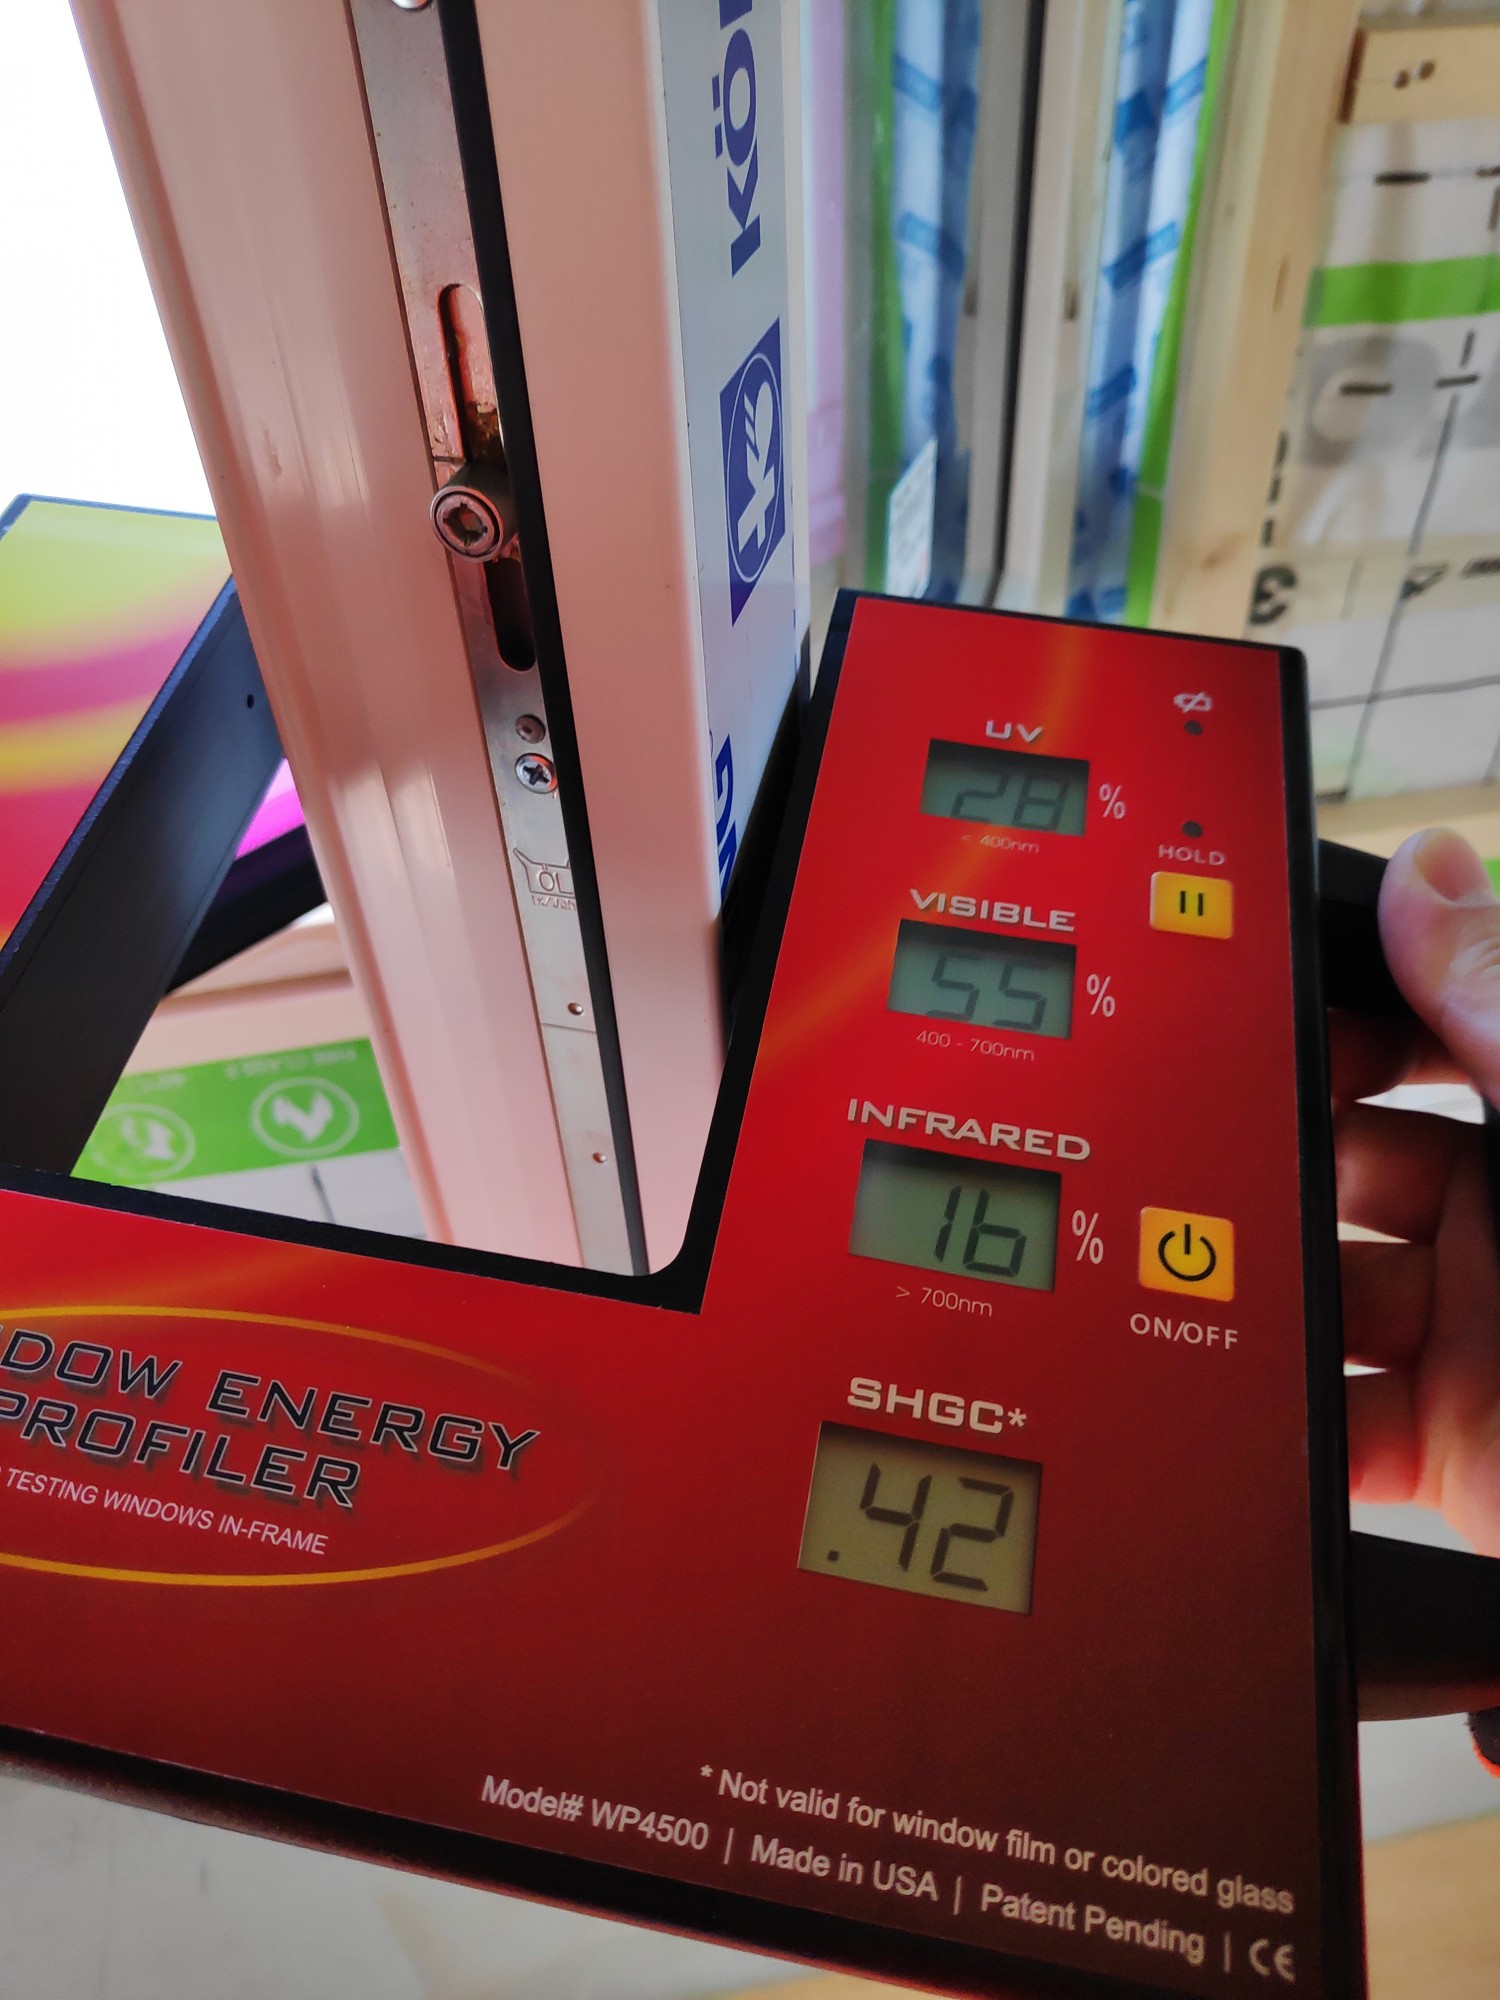 KÖ
ÖL
UV
28 %
< 400nm
HOLD
VISIBLE
55 %
400 - 700nm
INFRARED
16 %
> 700nm
ON/OFF
SHGC*
.42
DOW ENERGY
PROFILER
TESTING WINDOWS IN-FRAME
* Not valid for window film or colored glass
Model# WP4500 | Made in USA | Patent Pending | CE